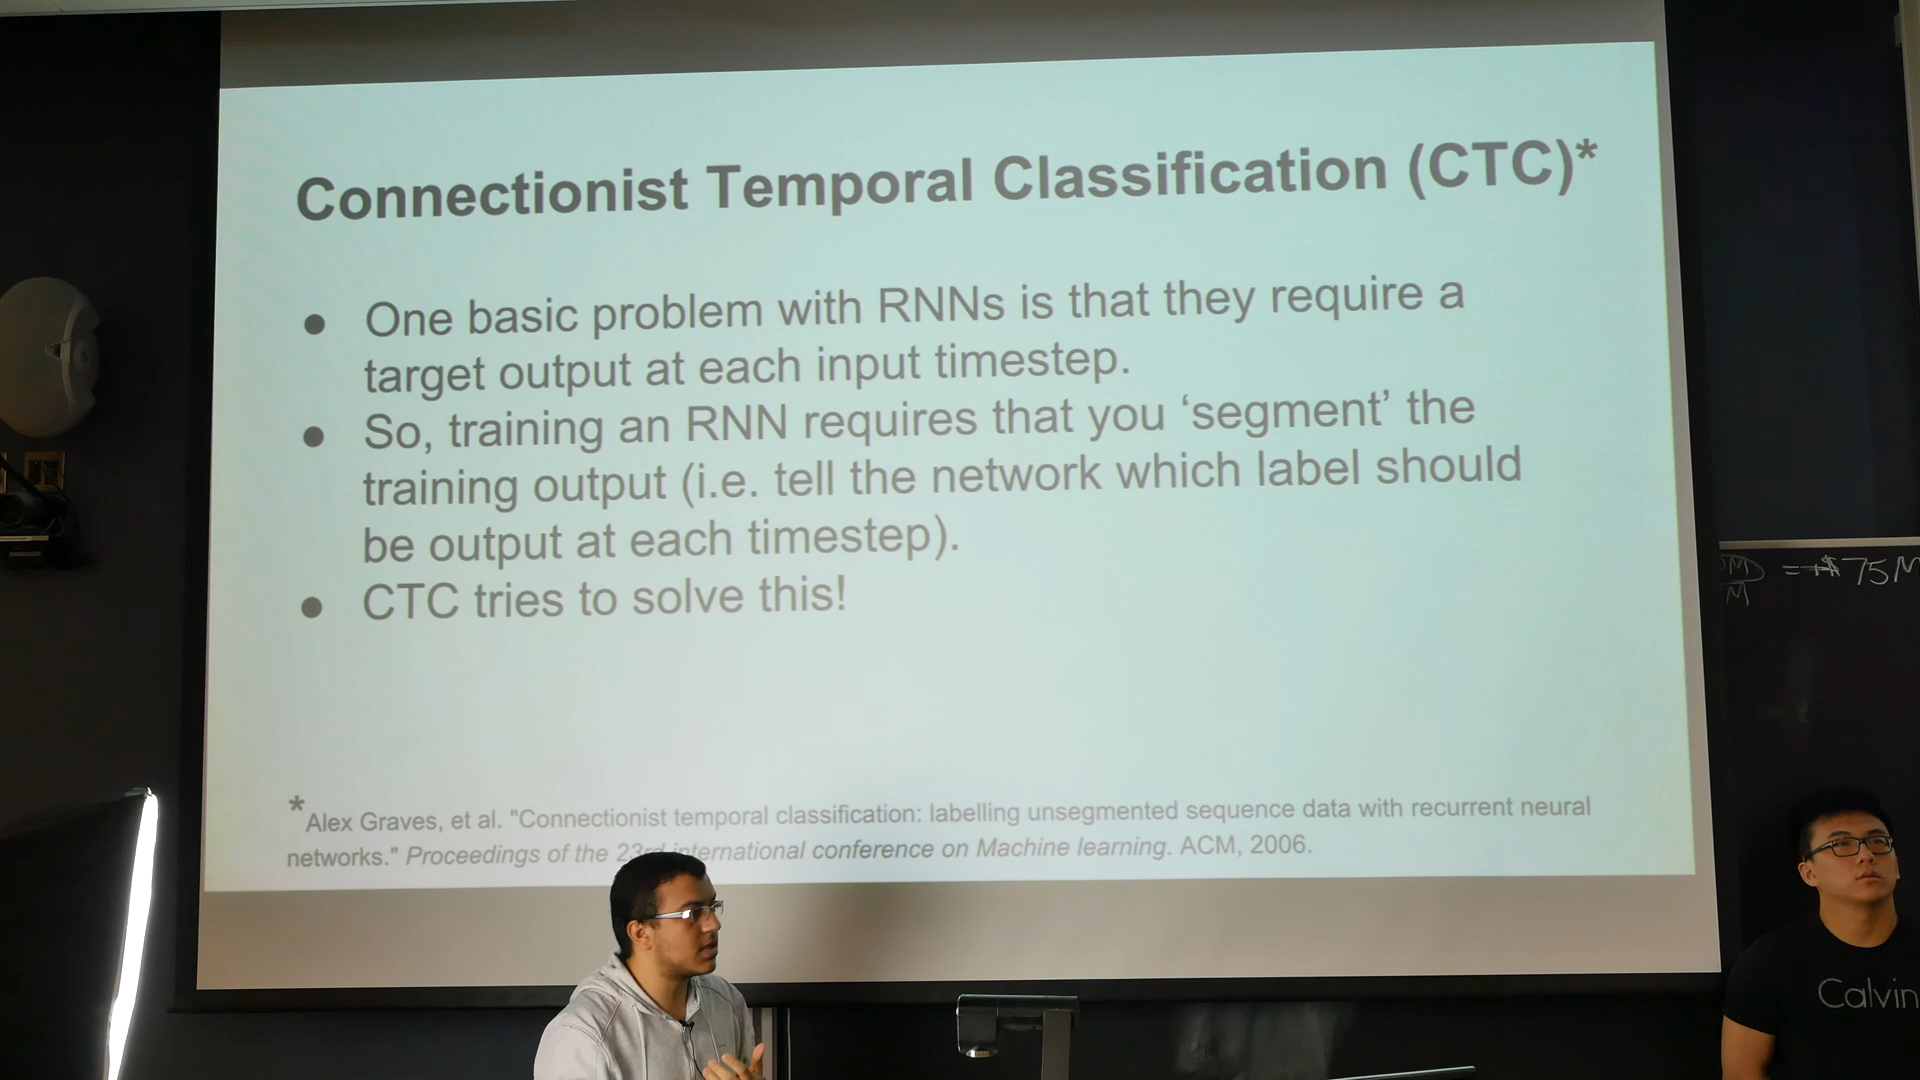 Connectionist Temporal Classification (CTC)*
● One basic problem with RNNs is that they require a
target output at each input timestep.
● So, training an RNN requires that you ‘segment’ the
training output (i.e. tell the network which label should
be output at each timestep).
● CTC tries to solve this!
*Alex Graves, et al. "Connectionist temporal classification: labelling unsegmented sequence data with recurrent neural
networks." Proceedings of the 23rd international conference on Machine learning. ACM, 2006.
= $75M
M
Calvin